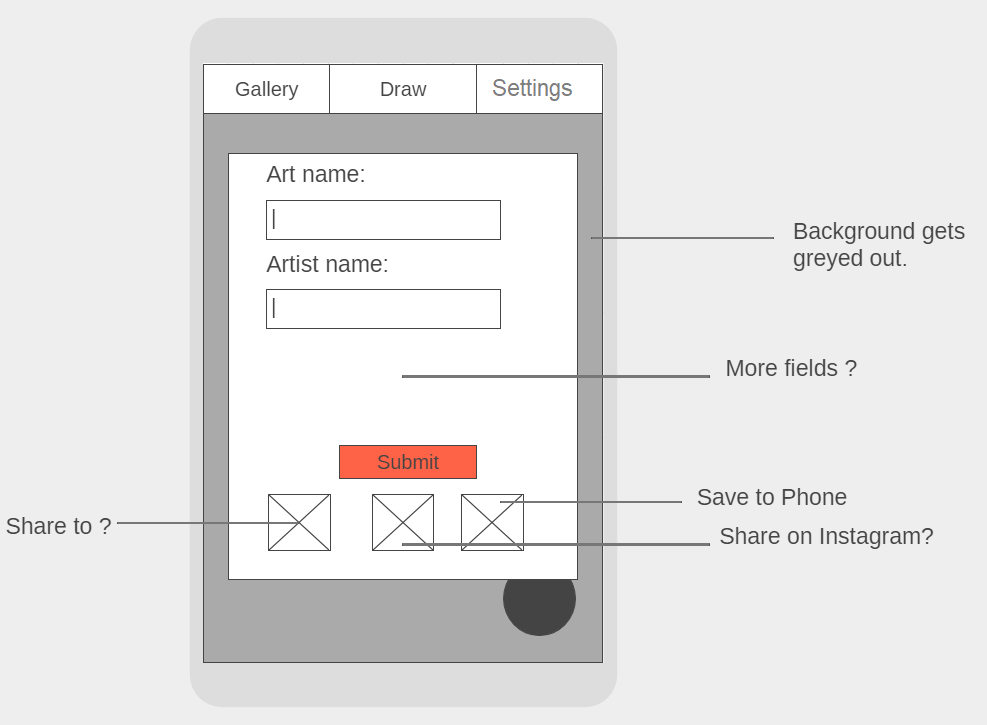 Gallery
Draw
Settings
Art name:
Artist name:
Background gets
greyed out.
More fields ?
Submit
Save to Phone
Share to ?
Share on Instagram?